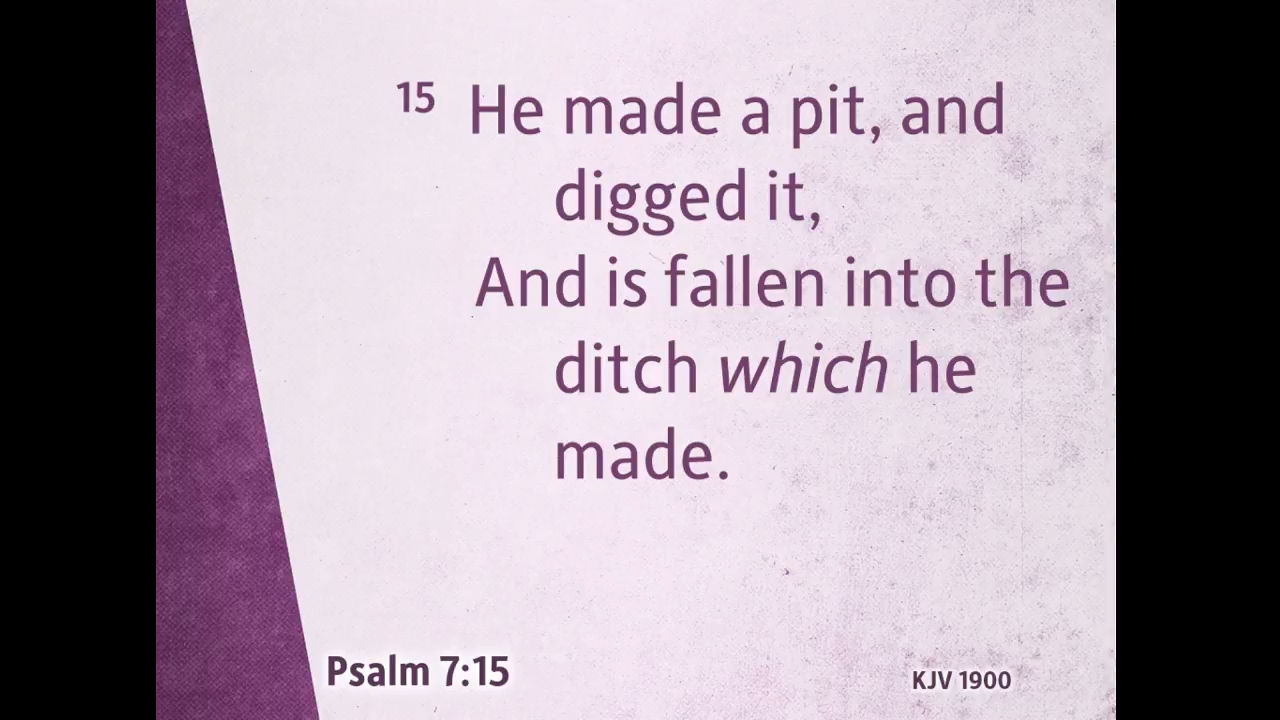 15 He made a pit, and
digged it,
And is fallen into the
ditch which he
made.
Psalm 7:15
KJV 1900